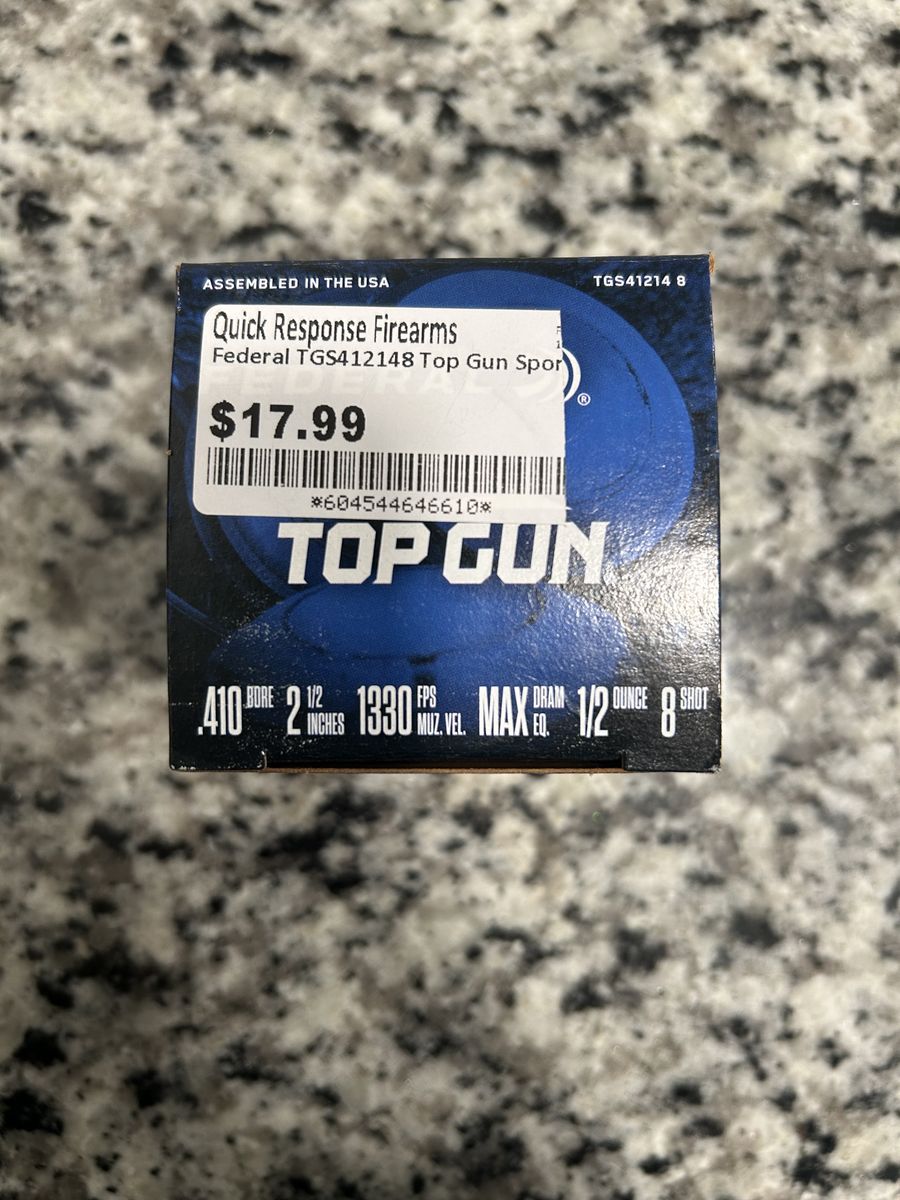 ASSEMBLED IN THE USA
TGS41214 8
Quick Response Firearms
Federal TGS412148 Top Gun Spor
FEDERAL
®
$17.99
*604544646610*
TOP GUN
.410 BORE 2 1/2 INCHES 1330 FPS MUZ. VEL. MAX DRAM EQ. 1/2 OUNCE 8 SHOT